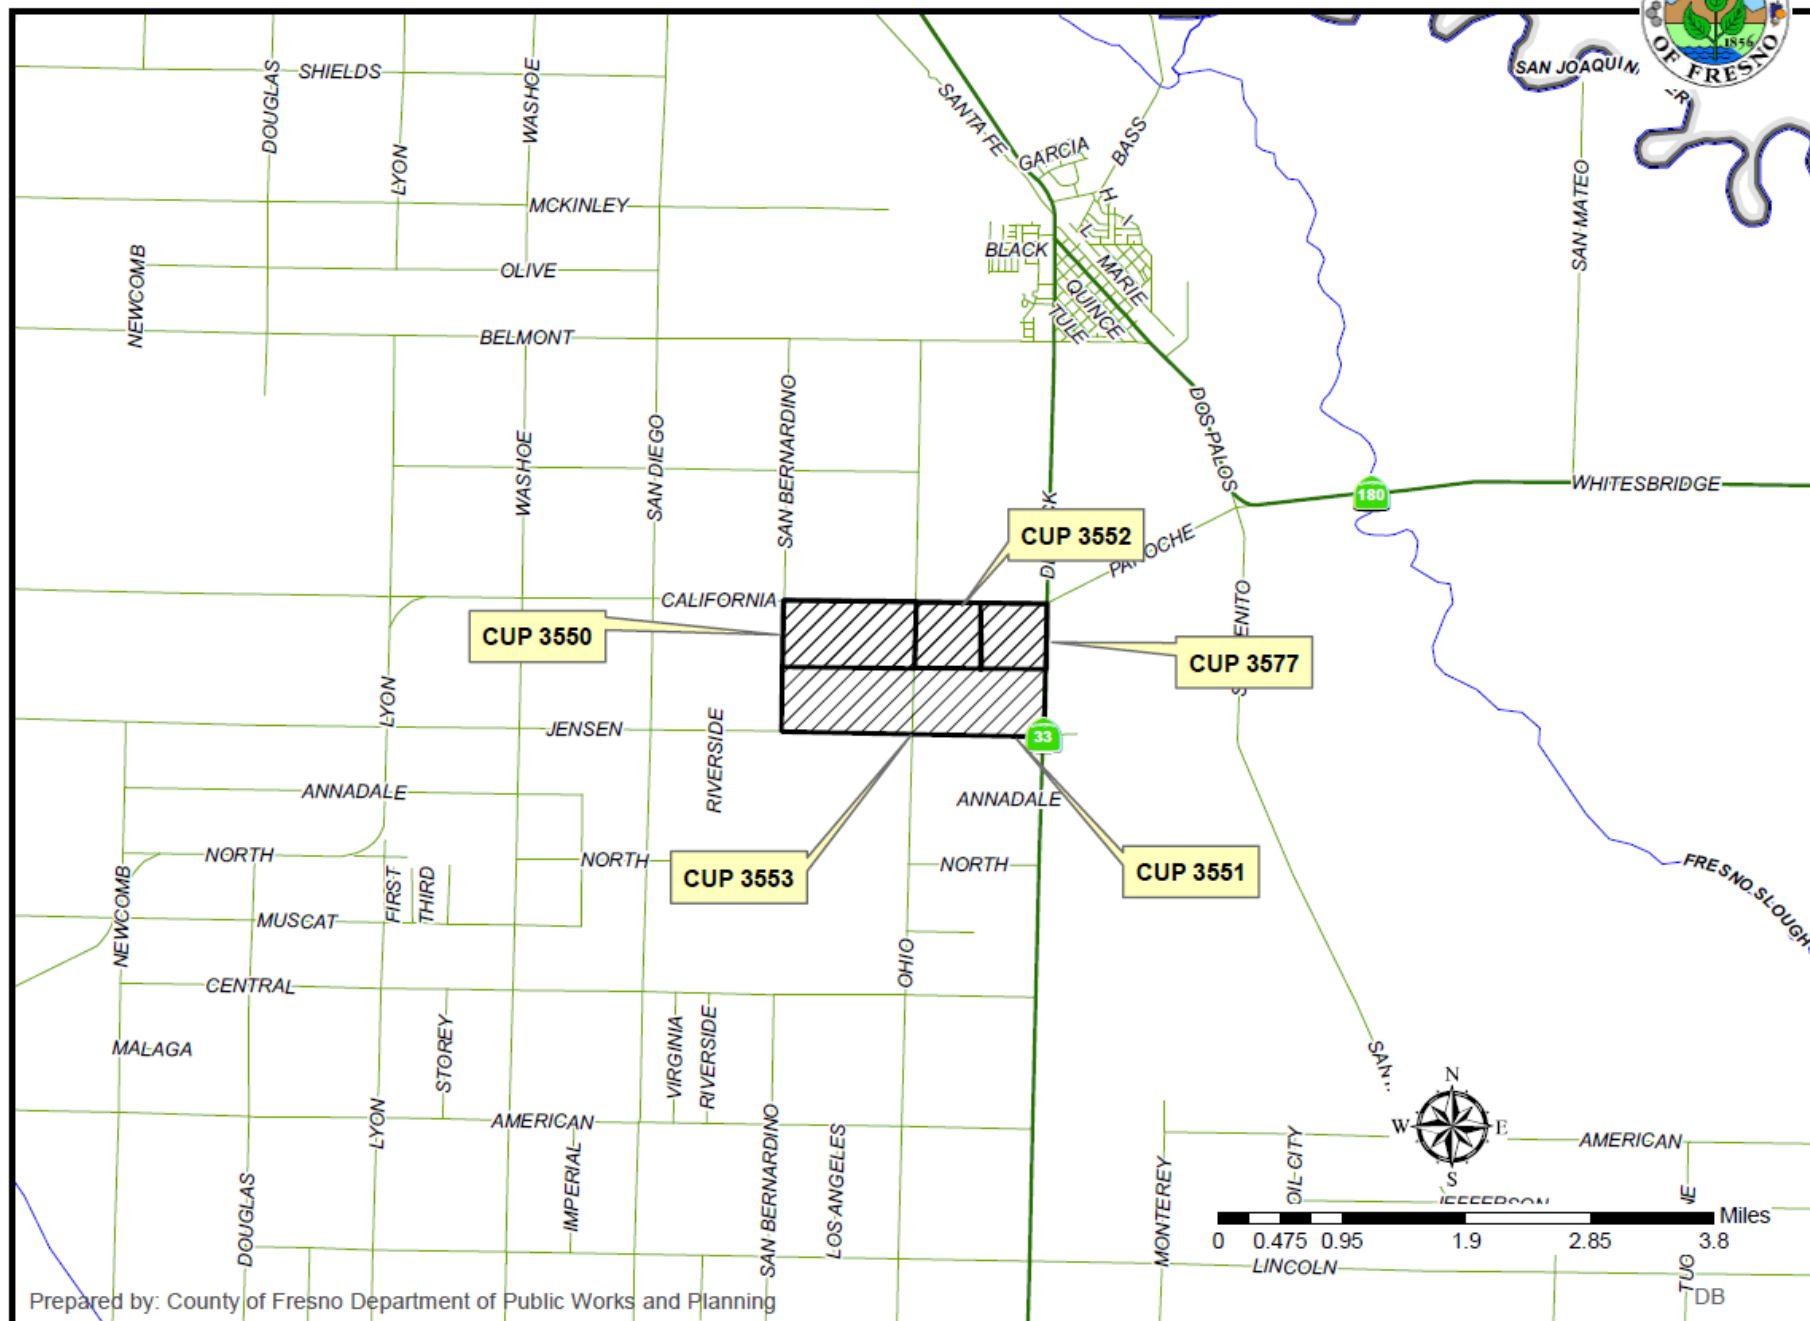 1856
OF FRESNO
SAN JOAQUIN
SHIELDS
DOUGLAS
WASHOE
LYON
SANTA FE
GARCIA
BASS
MCKINLEY
SAN MATEO
NEWCOMB
OLIVE
BLACK
HIL
MARIE
QUINCE
TULE
BELMONT
SAN BERNARDINO
DOS PALOS
WASHOE
SAN DIEGO
180
WHITESBRIDGE
CUP 3552
CALIFORNIA
CUP 3550
CUP 3577
LYON
JENSEN
RIVERSIDE
33
ANNADALE
ANNADALE
NORTH
NORTH
NORTH
CUP 3553
CUP 3551
FRESNO SLOUGH
NEWCOMB
FIRST
THIRD
MUSCAT
OHIO
CENTRAL
MALAGA
STOREY
VIRGINIA
RIVERSIDE
N
W
E
S
AMERICAN
AMERICAN
LYON
IMPERIAL
SAN BERNARDINO
LOS ANGELES
DOUGLAS
MONTEREY
OIL CITY
JEFFERSON
Miles
0 0.475 0.95 1.9 2.85 3.8
LINCOLN
Prepared by: County of Fresno Department of Public Works and Planning
DB